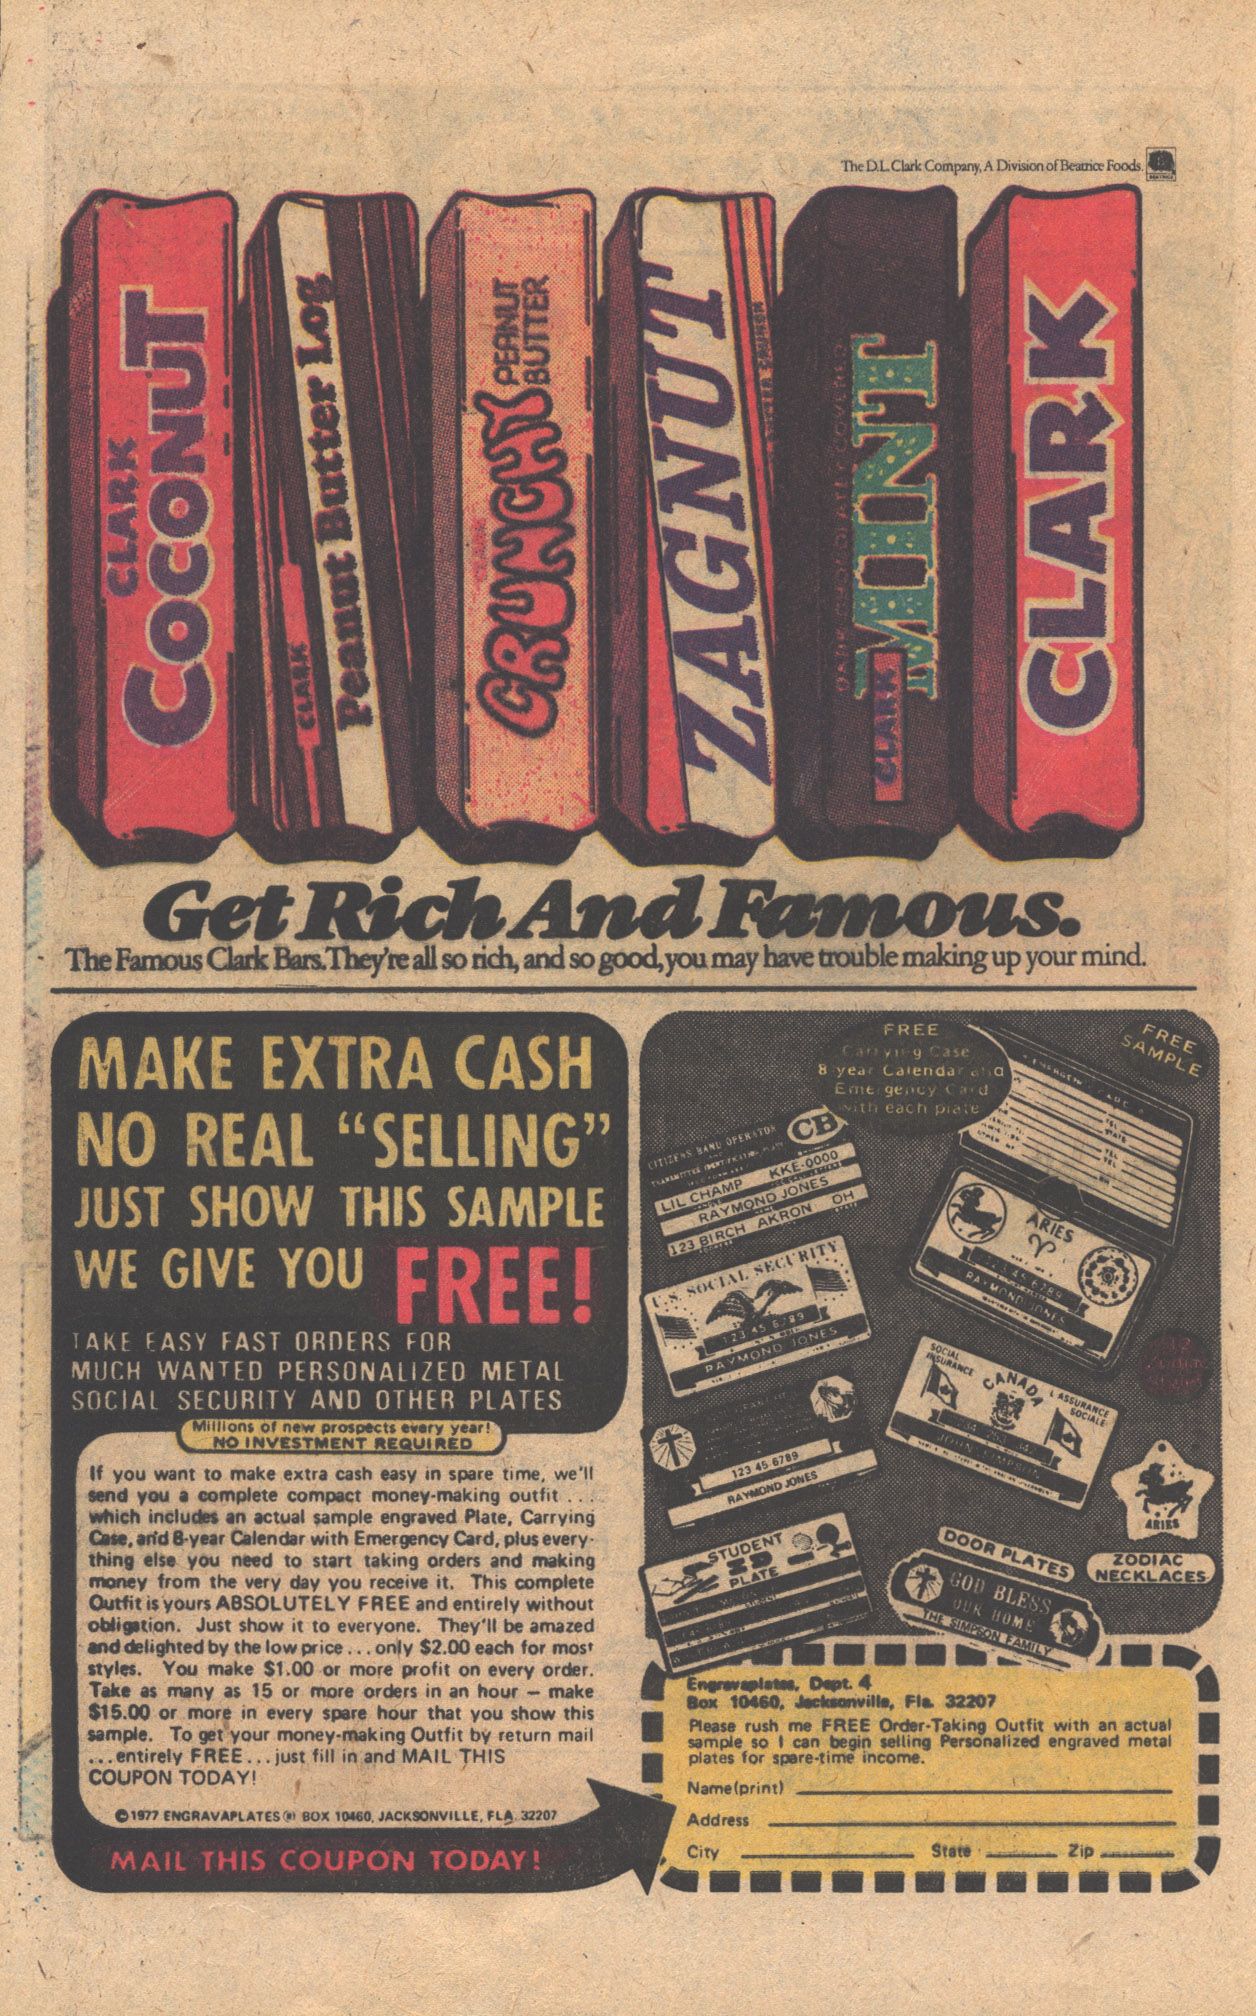 The D.L. Clark Company, A Division of Beatrice Foods.
BEATRICE
CLARK
COCONUT
CLARK
Peanut Butter Log
CLARK
CRUNCHY
PEANUT
BUTTER
ZAGNUT
DARK CHOCOLATE COVERED
MINT
CLARK
CLARK
Get Rich And Famous.
The Famous Clark Bars. They're all so rich, and so good, you may have trouble making up your mind.
MAKE EXTRA CASH
NO REAL "SELLING"
JUST SHOW THIS SAMPLE
WE GIVE YOU FREE!
TAKE EASY FAST ORDERS FOR
MUCH WANTED PERSONALIZED METAL
SOCIAL SECURITY AND OTHER PLATES
Millions of new prospects every year!
NO INVESTMENT REQUIRED
If you want to make extra cash easy in spare time, we'll
send you a complete compact money-making outfit ...
which includes an actual sample engraved Plate, Carrying
Case, and 8-year Calendar with Emergency Card, plus every-
thing else you need to start taking orders and making
money from the very day you receive it. This complete
Outfit is yours ABSOLUTELY FREE and entirely without
obligation. Just show it to everyone. They'll be amazed
and delighted by the low price ... only $2.00 each for most
styles. You make $1.00 or more profit on every order.
Take as many as 15 or more orders in an hour — make
$15.00 or more in every spare hour that you show this
sample. To get your money-making Outfit by return mail
...entirely FREE...just fill in and MAIL THIS
COUPON TODAY!
©1977 ENGRAVAPLATES® BOX 10460, JACKSONVILLE, FLA. 32207
MAIL THIS COUPON TODAY!
FREE
Carrying Case
8 year Calendar and
Emergency Card
with each plate
FREE
SAMPLE
CITIZENS BAND OPERATOR
CB
LIL CHAMP KKE-0000
RAYMOND JONES
123 BIRCH AKRON OH
U.S. SOCIAL SECURITY
123 45 6789
RAYMOND JONES
ARIES
RAYMOND JONES
12
Zodiac
SOCIAL
INSURANCE
CANADA
L'ASSURANCE
SOCIALE
JOHN SIMPSON
123 45 6789
RAYMOND JONES
STUDENT
ID
PLATE
ARIES
ZODIAC
NECKLACES
DOOR PLATES
GOD BLESS
OUR HOME
THE SIMPSON FAMILY
Engravaplates, Dept. 4
Box 10460, Jacksonville, Fla. 32207
Please rush me FREE Order-Taking Outfit with an actual
sample so I can begin selling Personalized engraved metal
plates for spare-time income.
Name(print)
Address
City State Zip